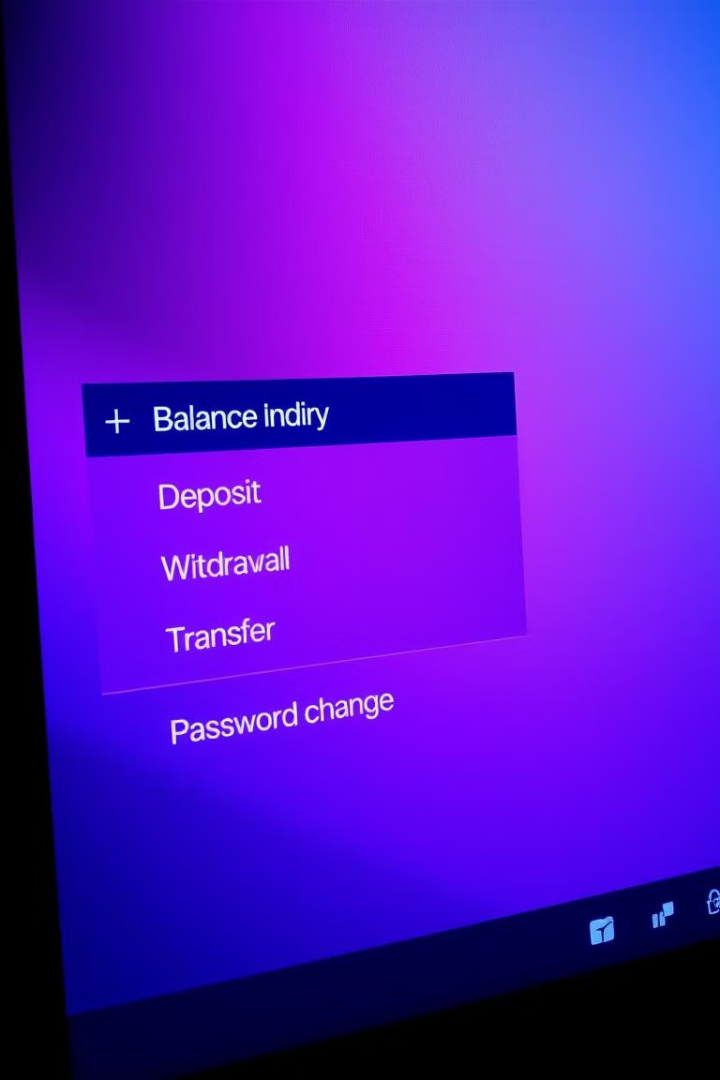 + Balance indiry
Deposit
Witdravall
Transfer
Password change